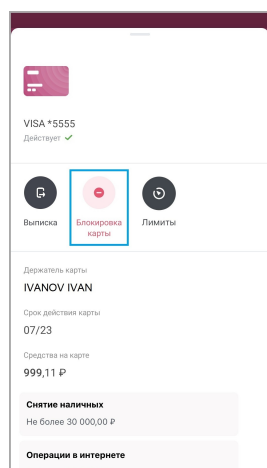 VISA *5555
Действует
Выписка
Блокировка
карты
Лимиты
Держатель карты
IVANOV IVAN
Срок действия карты
07/23
Средства на карте
999,11 ₽
Снятие наличных
Не более 30 000,00 ₽
Операции в интернете